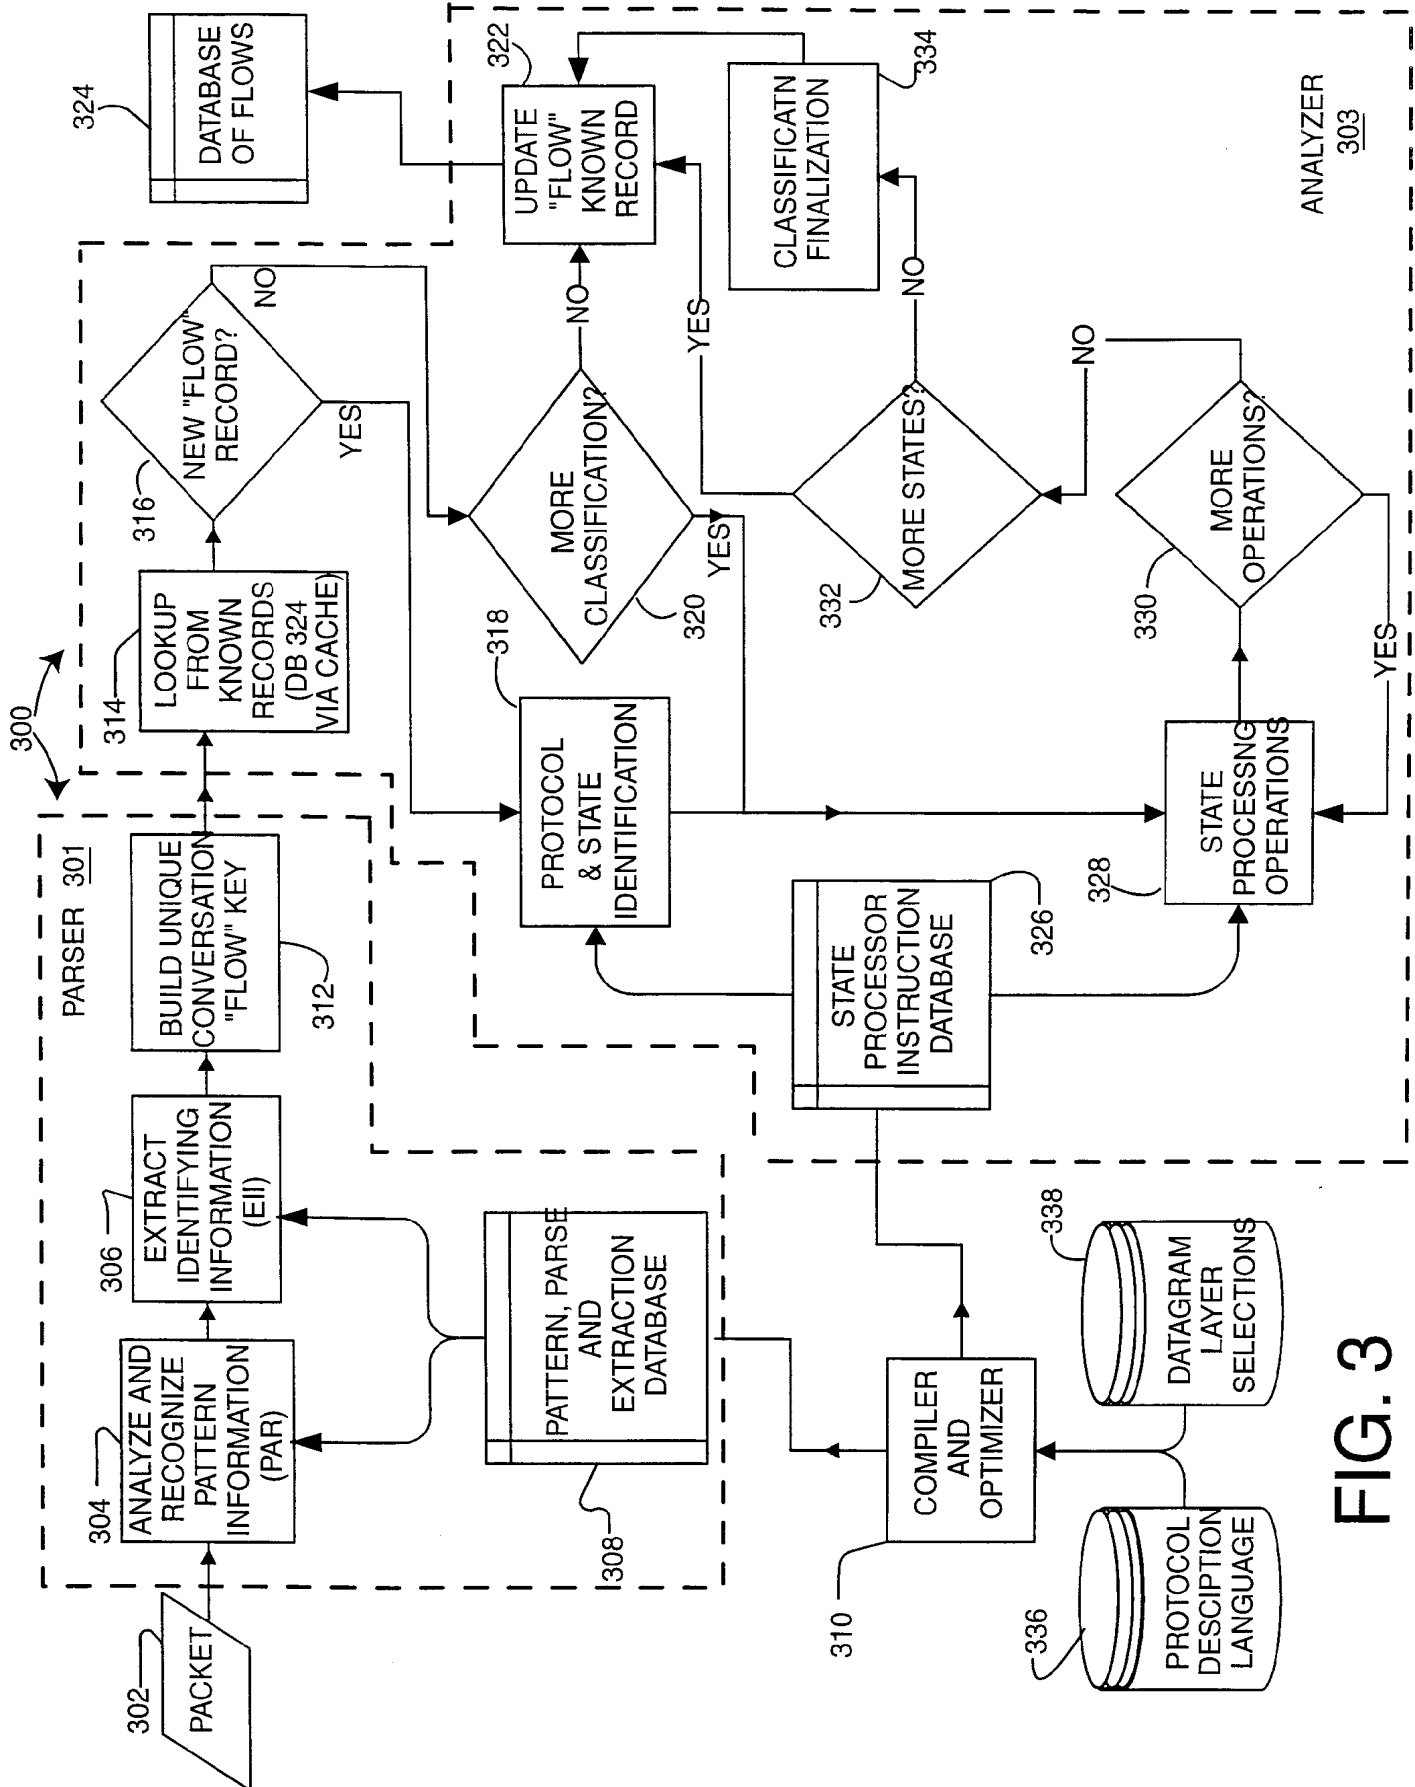 300
PARSER 301
302
PACKET
304
ANALYZE AND
RECOGNIZE
PATTERN
INFORMATION
(PAR)
306
EXTRACT
IDENTIFYING
INFORMATION
(EII)
BUILD UNIQUE
CONVERSATION
"FLOW" KEY
312
314
LOOKUP
FROM
KNOWN
RECORDS
(DB 324
VIA CACHE)
316
NEW "FLOW"
RECORD?
NO
YES
324
DATABASE
OF FLOWS
308
PATTERN, PARSE
AND
EXTRACTION
DATABASE
318
PROTOCOL
& STATE
IDENTIFICATION
MORE
CLASSIFICATION?
320
NO
YES
322
UPDATE
"FLOW"
KNOWN
RECORD
STATE
PROCESSOR
INSTRUCTION
DATABASE
326
332
MORE STATES?
YES
NO
CLASSIFICATN
FINALIZATION
334
310
COMPILER
AND
OPTIMIZER
328
STATE
PROCESSNG
OPERATIONS
330
MORE
OPERATIONS?
NO
YES
336
PROTOCOL
DESCIPTION
LANGUAGE
338
DATAGRAM
LAYER
SELECTIONS
ANALYZER
303
FIG. 3